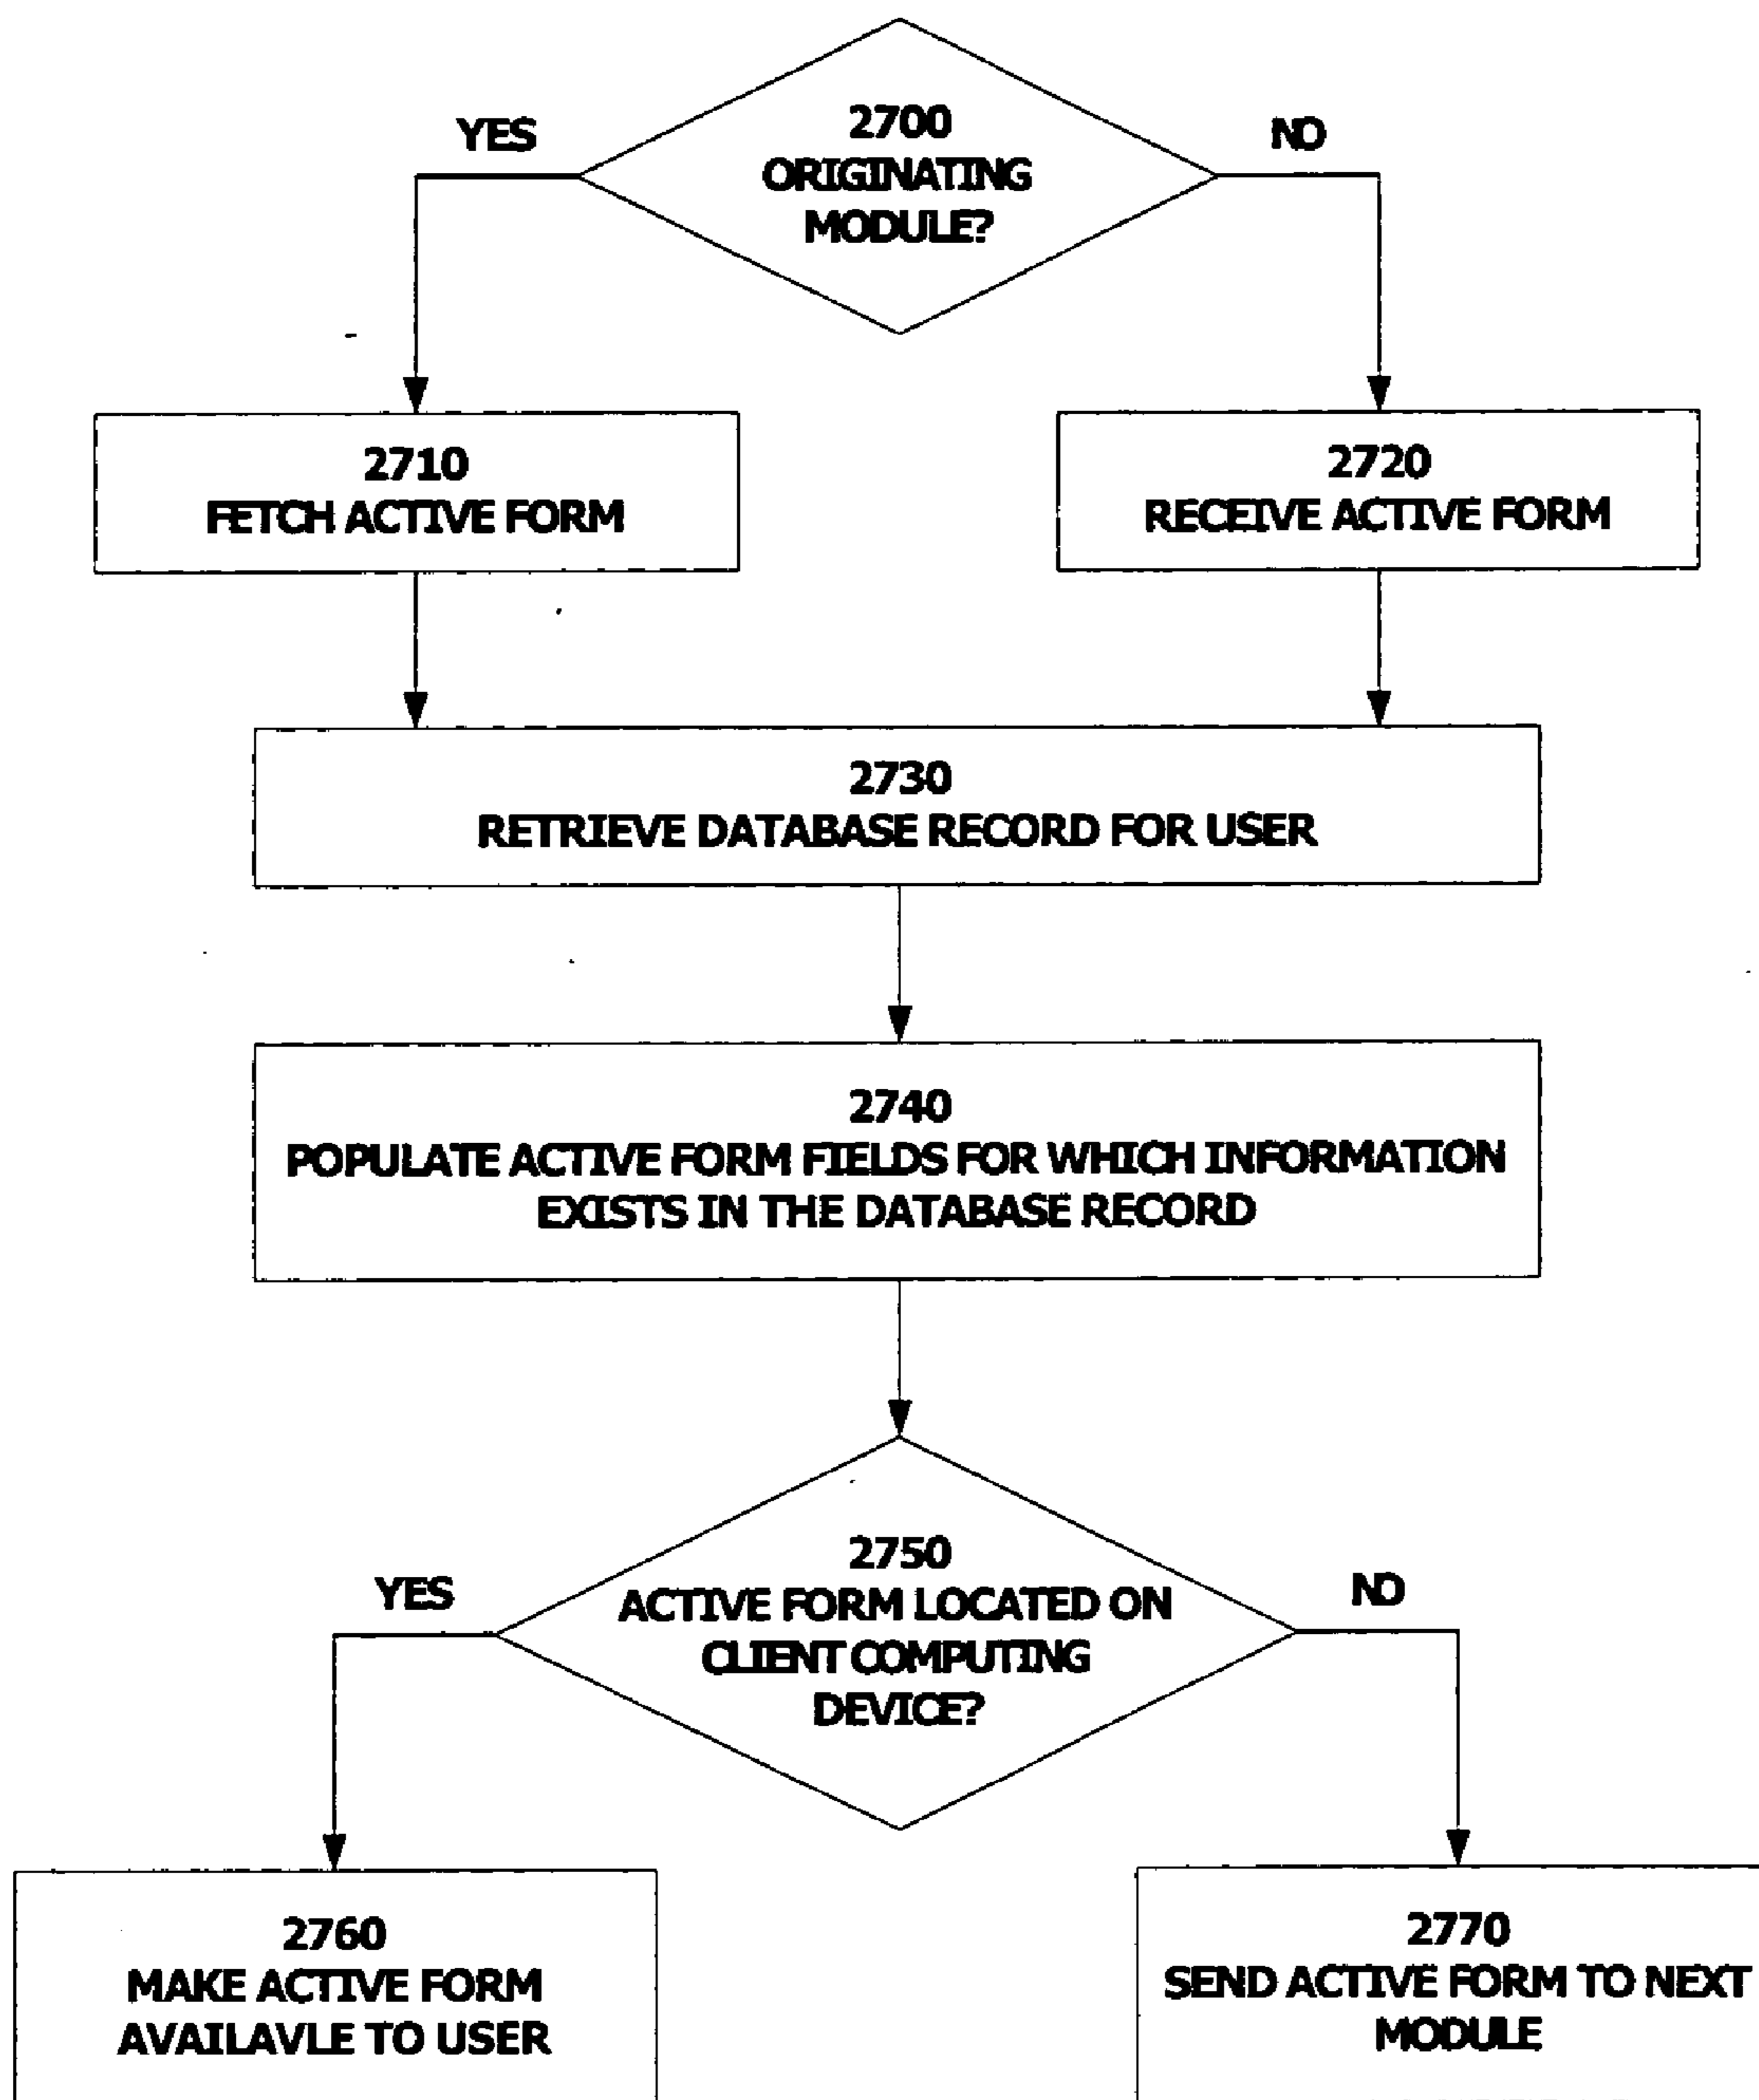 2700
ORIGINATING
MODULE?
YES
NO
2710
FETCH ACTIVE FORM
2720
RECEIVE ACTIVE FORM
2730
RETRIEVE DATABASE RECORD FOR USER
2740
POPULATE ACTIVE FORM FIELDS FOR WHICH INFORMATION
EXISTS IN THE DATABASE RECORD
2750
ACTIVE FORM LOCATED ON
CLIENT COMPUTING
DEVICE?
YES
NO
2760
MAKE ACTIVE FORM
AVAILAVLE TO USER
2770
SEND ACTIVE FORM TO NEXT
MODULE